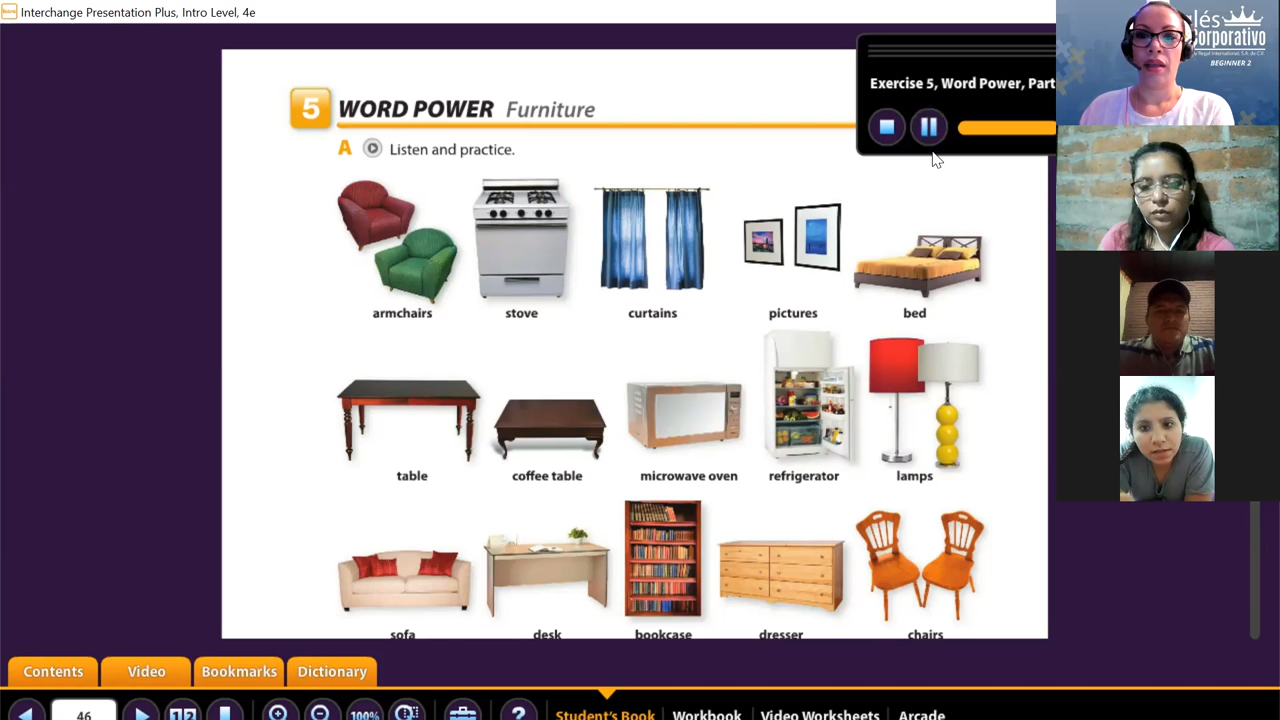 Interchange Presentation Plus, Intro Level, 4e
glés
corporativo
BEGINNER 2
Exercise 5, Word Power, Part
5 WORD POWER Furniture
A Listen and practice.
armchairs stove curtains pictures bed
table coffee table microwave oven refrigerator lamps
sofa desk bookcase dresser chairs
Contents Video Bookmarks Dictionary
46 100% ? Student's Book Workbook Video Worksheets Arcade